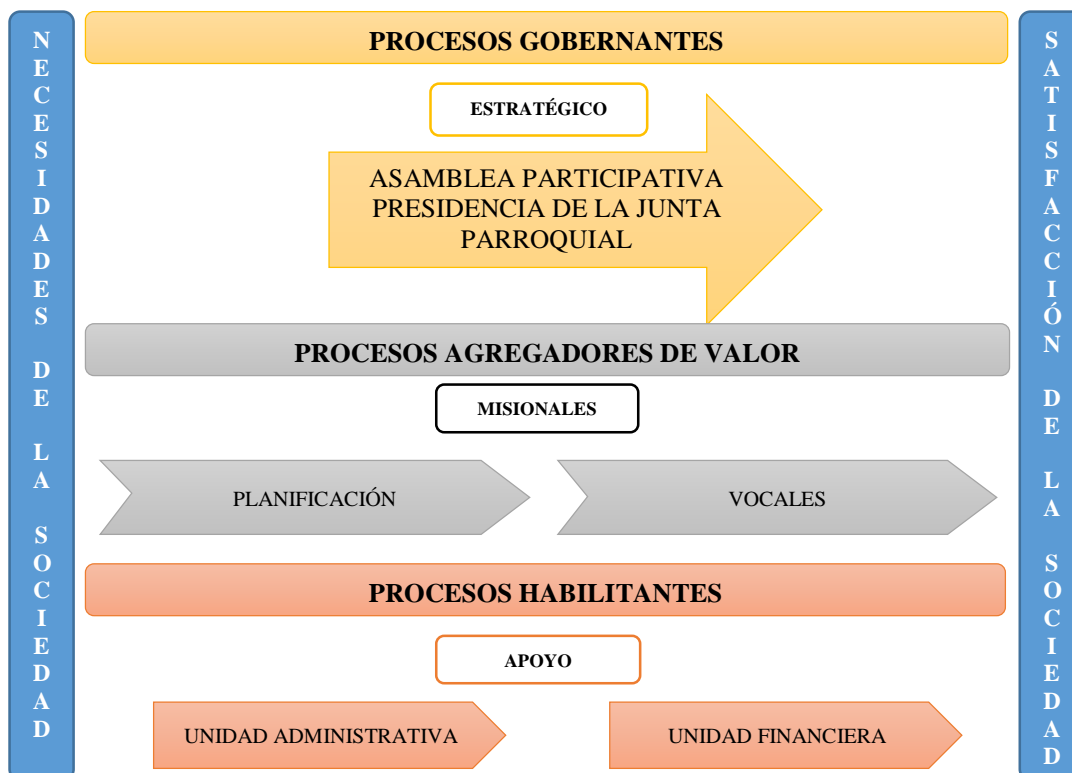 NECESIDADES DE LA SOCIEDAD
PROCESOS GOBERNANTES
ESTRATÉGICO
ASAMBLEA PARTICIPATIVA
PRESIDENCIA DE LA JUNTA
PARROQUIAL
PROCESOS AGREGADORES DE VALOR
MISIONALES
PLANIFICACIÓN
VOCALES
PROCESOS HABILITANTES
APOYO
UNIDAD ADMINISTRATIVA
UNIDAD FINANCIERA
SATISFACCIÓN DE LA SOCIEDAD